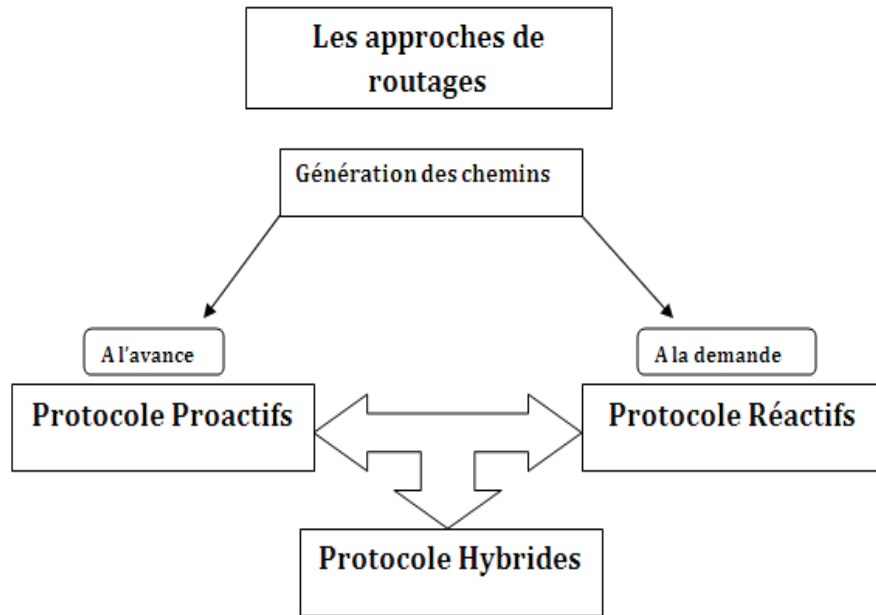 Les approches de
routages
Génération des chemins
A l'avance
A la demande
Protocole Proactifs
Protocole Réactifs
Protocole Hybrides